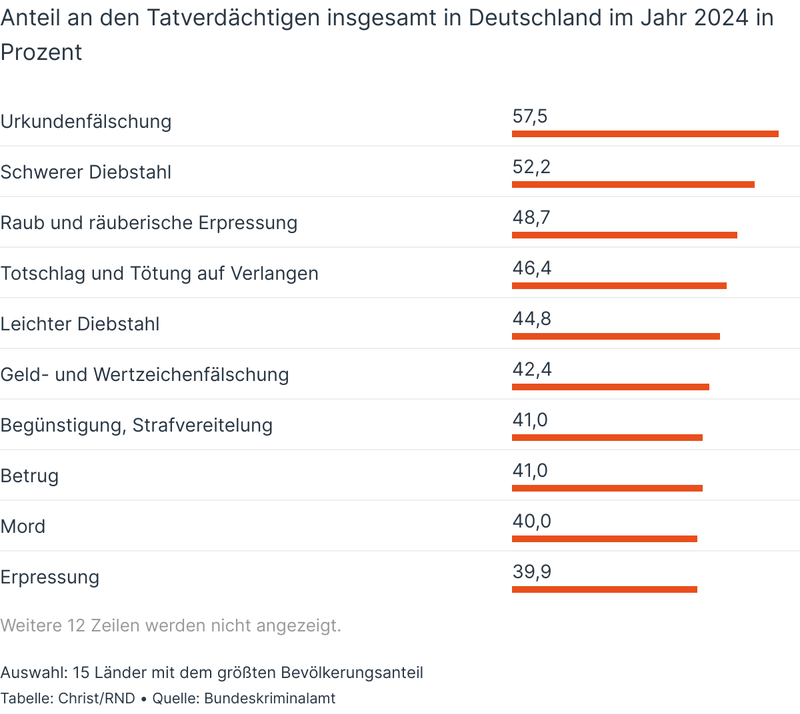 Anteil an den Tatverdächtigen insgesamt in Deutschland im Jahr 2024 in
Prozent
Urkundenfälschung 57,5
Schwerer Diebstahl 52,2
Raub und räuberische Erpressung 48,7
Totschlag und Tötung auf Verlangen 46,4
Leichter Diebstahl 44,8
Geld- und Wertzeichenfälschung 42,4
Begünstigung, Strafvereitelung 41,0
Betrug 41,0
Mord 40,0
Erpressung 39,9
Weitere 12 Zeilen werden nicht angezeigt.
Auswahl: 15 Länder mit dem größten Bevölkerungsanteil
Tabelle: Christ/RND • Quelle: Bundeskriminalamt